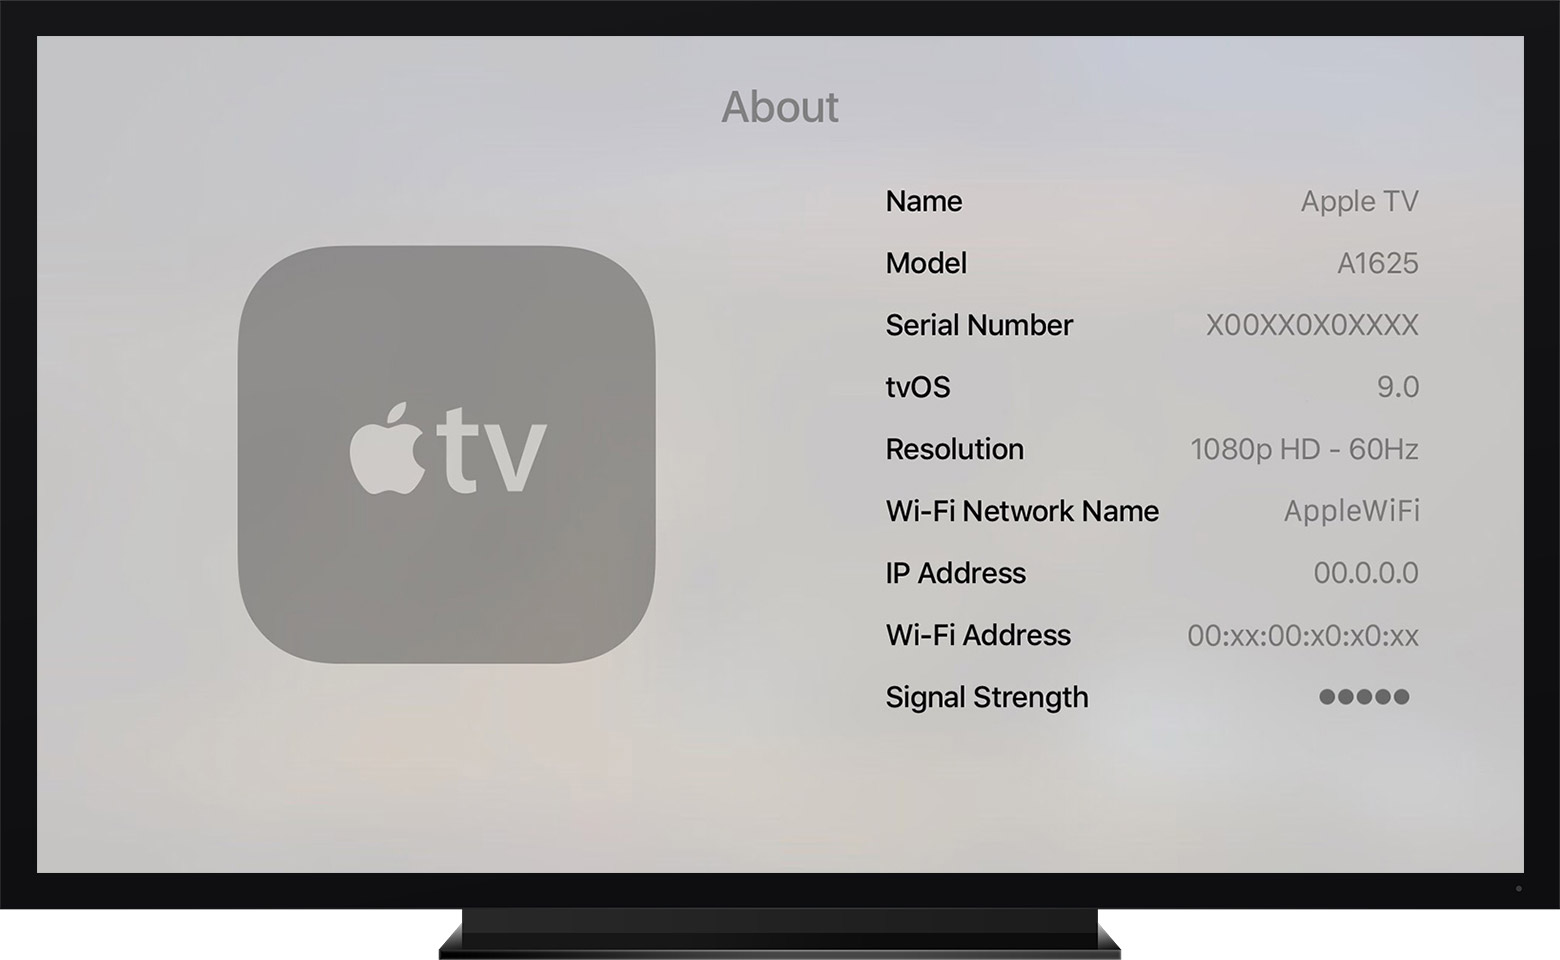 About
Name Apple TV
Model A1625
Serial Number X00XX0X0XXXX
tvOS 9.0
Resolution 1080p HD - 60Hz
tv
Wi-Fi Network Name AppleWiFi
IP Address 00.0.0.0
Wi-Fi Address 00:xx:00:x0:x0:xx
Signal Strength